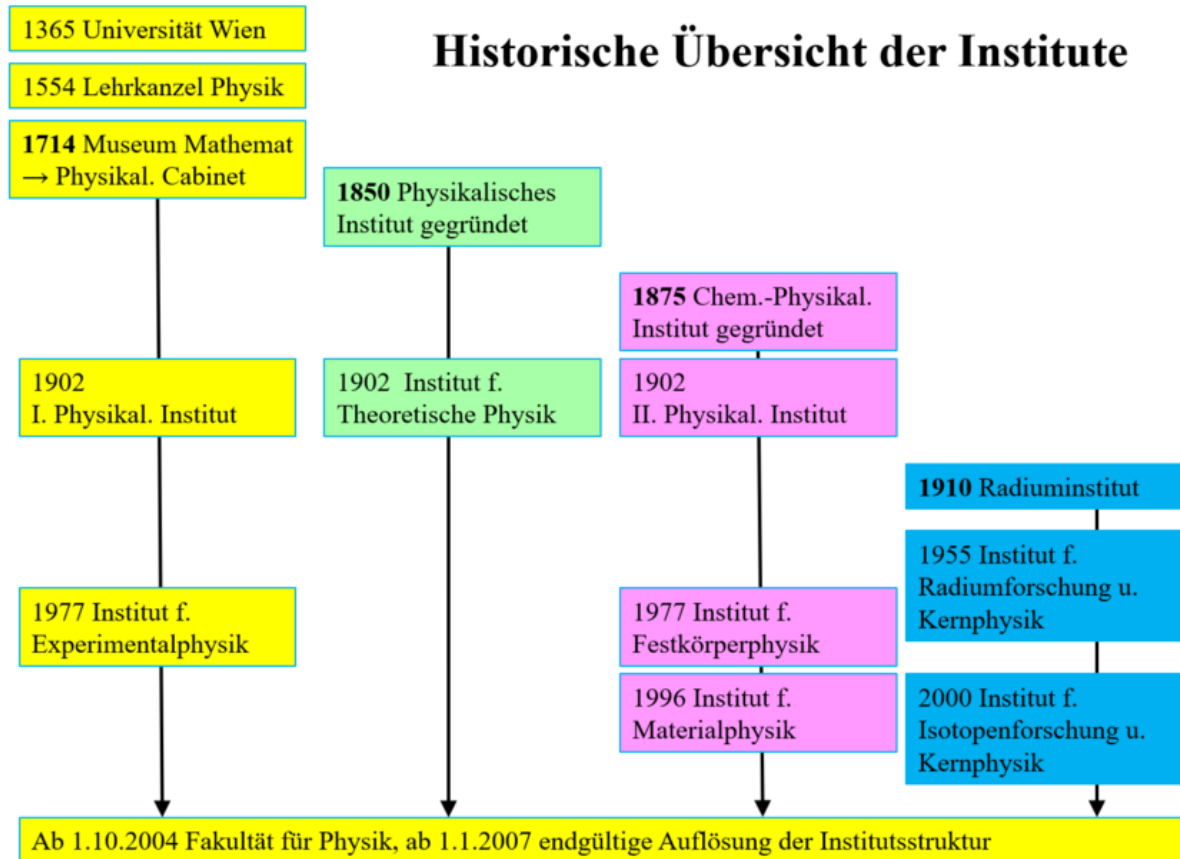 Historische Übersicht der Institute
1365 Universität Wien
1554 Lehrkanzel Physik
1714 Museum Mathemat
→ Physikal. Cabinet
1902
I. Physikal. Institut
1977 Institut f.
Experimentalphysik
1850 Physikalisches
Institut gegründet
1902 Institut f.
Theoretische Physik
1875 Chem.-Physikal.
Institut gegründet
1902
II. Physikal. Institut
1977 Institut f.
Festkörperphysik
1996 Institut f.
Materialphysik
1910 Radiuminstitut
1955 Institut f.
Radiumforschung u.
Kernphysik
2000 Institut f.
Isotopenforschung u.
Kernphysik
Ab 1.10.2004 Fakultät für Physik, ab 1.1.2007 endgültige Auflösung der Institutsstruktur